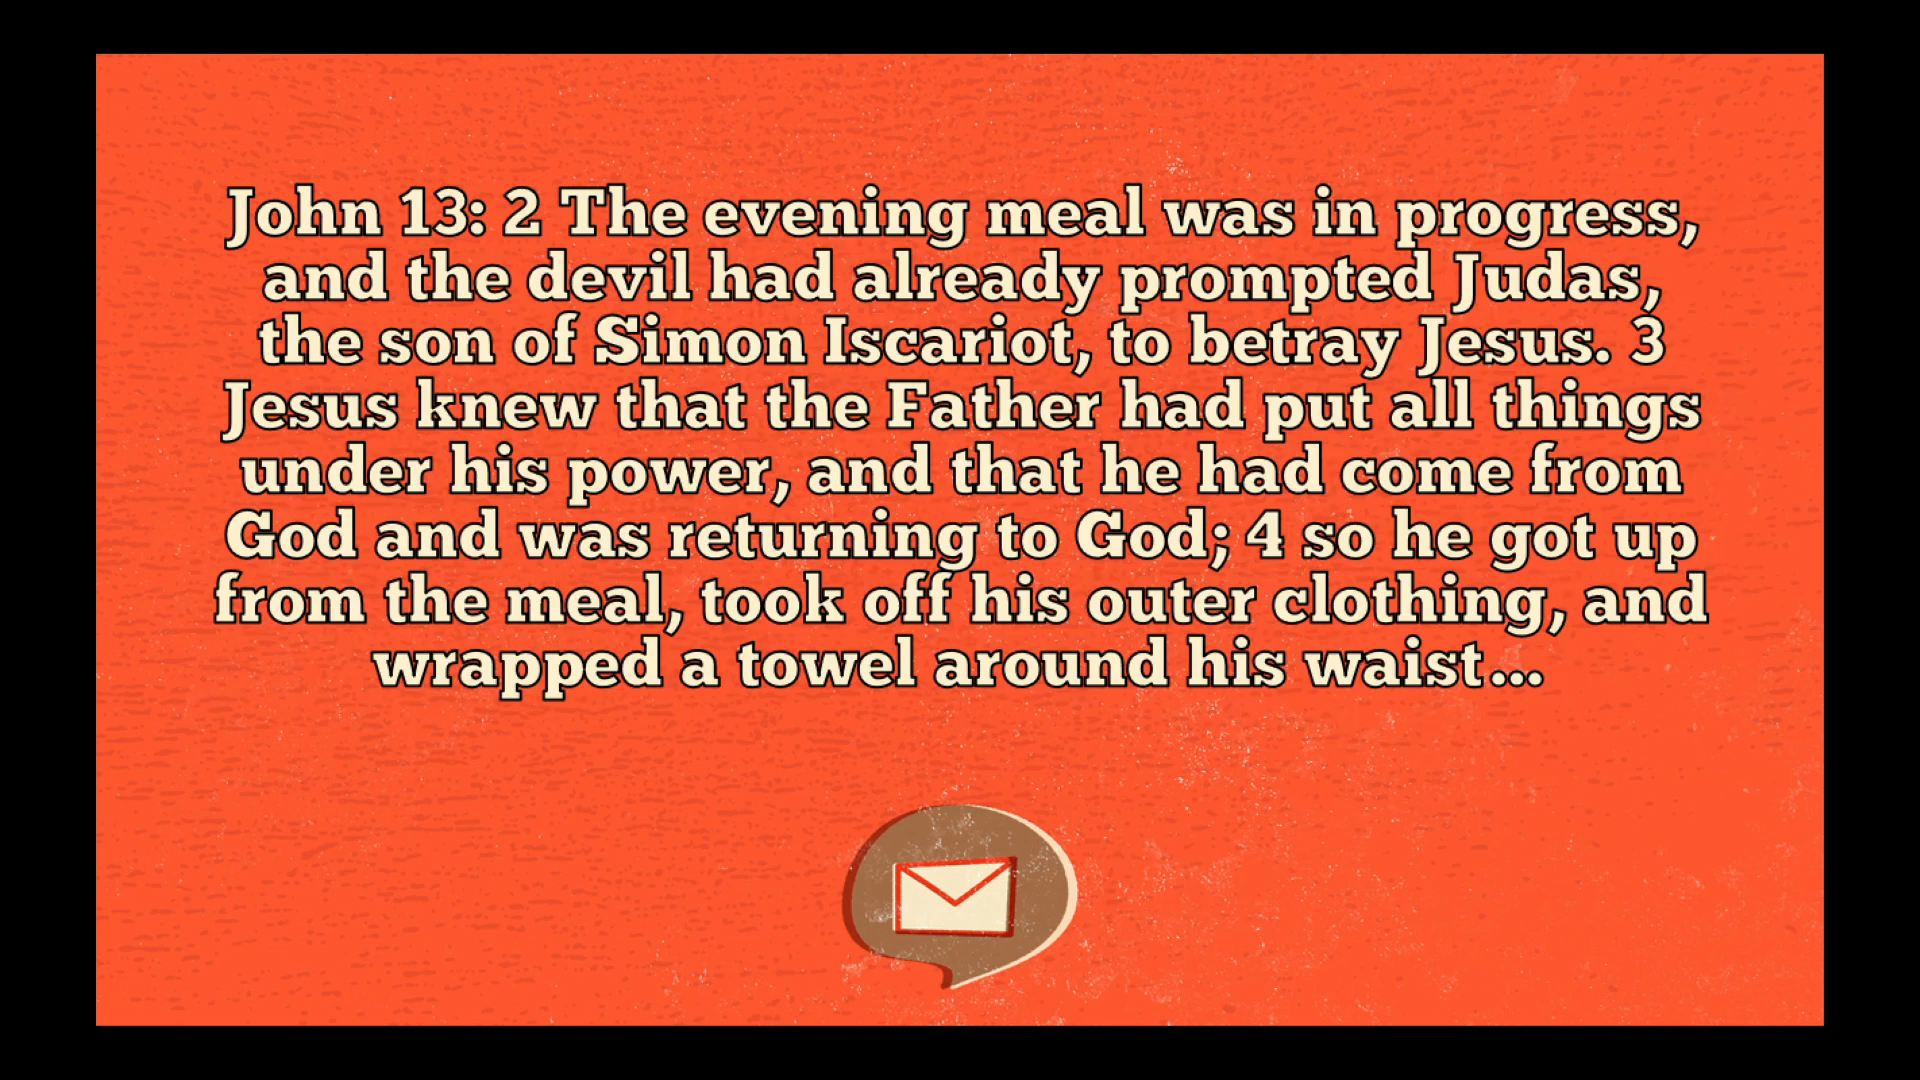 John 13: 2 The evening meal was in progress,
and the devil had already prompted Judas,
the son of Simon Iscariot, to betray Jesus. 3
Jesus knew that the Father had put all things
under his power, and that he had come from
God and was returning to God; 4 so he got up
from the meal, took off his outer clothing, and
wrapped a towel around his waist...